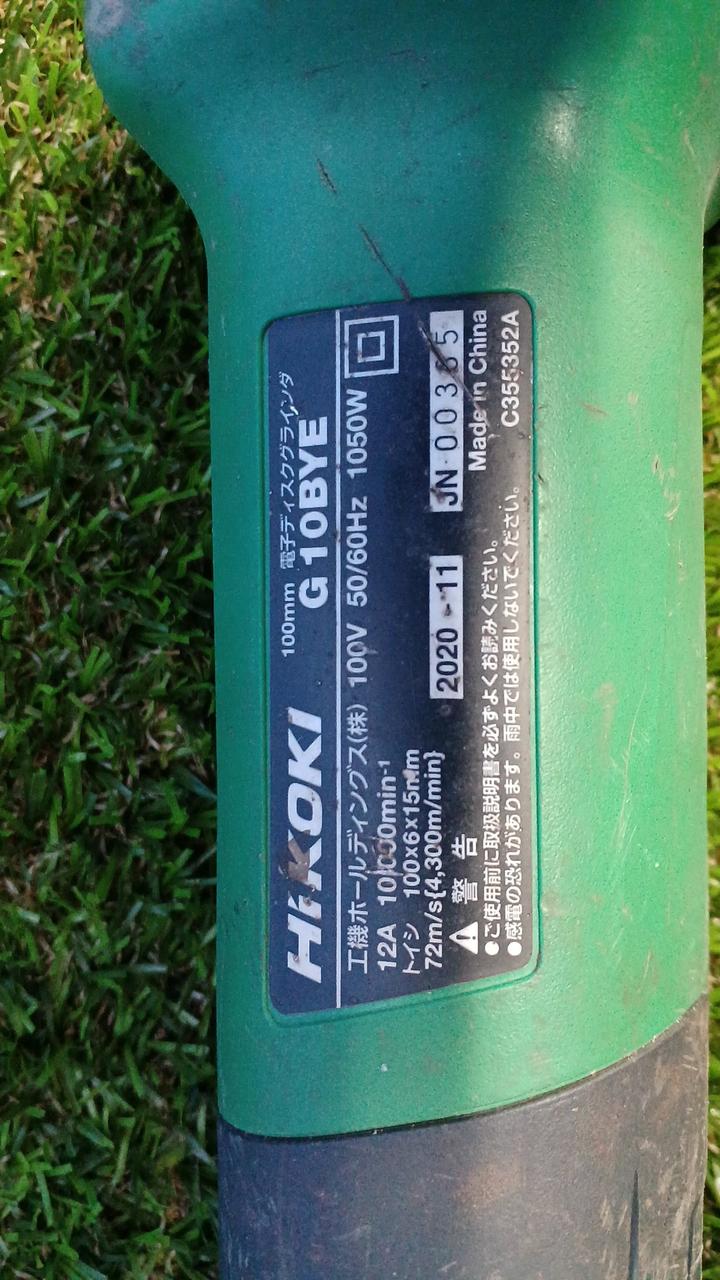 HiKOKI
100mm 電子ディスクグラインダ
G 10BYE
工機ホールディングス(株) 100V 50/60Hz 1050W
12A 10000min-1
トイシ 100×6×15mm
72m/s{4,300m/min}
2020 - 11
JN 00365
Made in China
C355352A
警告
●ご使用前に取扱説明書を必ずよくお読みください。
●感電の恐れがあります。雨中では使用しないでください。